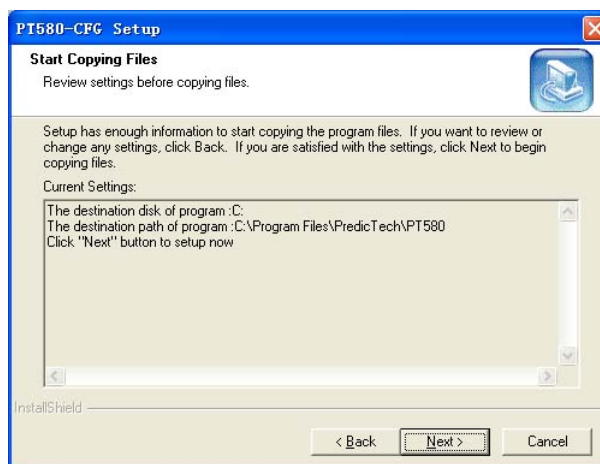 PT580-CFG Setup
Start Copying Files
Review settings before copying files.
Setup has enough information to start copying the program files. If you want to review or
change any settings, click Back. If you are satisfied with the settings, click Next to begin
copying files.
Current Settings:
The destination disk of program :C:
The destination path of program :C:\Program Files\PredicTech\PT580
Click "Next" button to setup now
InstallShield
< Back
Next >
Cancel